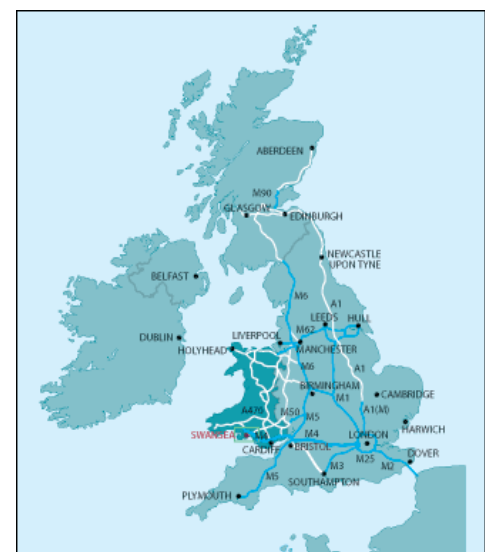 ABERDEEN
M90
GLASGOW
EDINBURGH
NEWCASTLE
UPON TYNE
BELFAST
M6
A1
LEEDS
HULL
DUBLIN
LIVERPOOL
M62
HOLYHEAD
MANCHESTER
M6
A1
BIRMINGHAM
CAMBRIDGE
M1
A470
M50
M5
A1(M)
HARWICH
SWANSEA
M4
M4
LONDON
CARDIFF
BRISTOL
DOVER
M25
M3
M2
M5
SOUTHAMPTON
PLYMOUTH